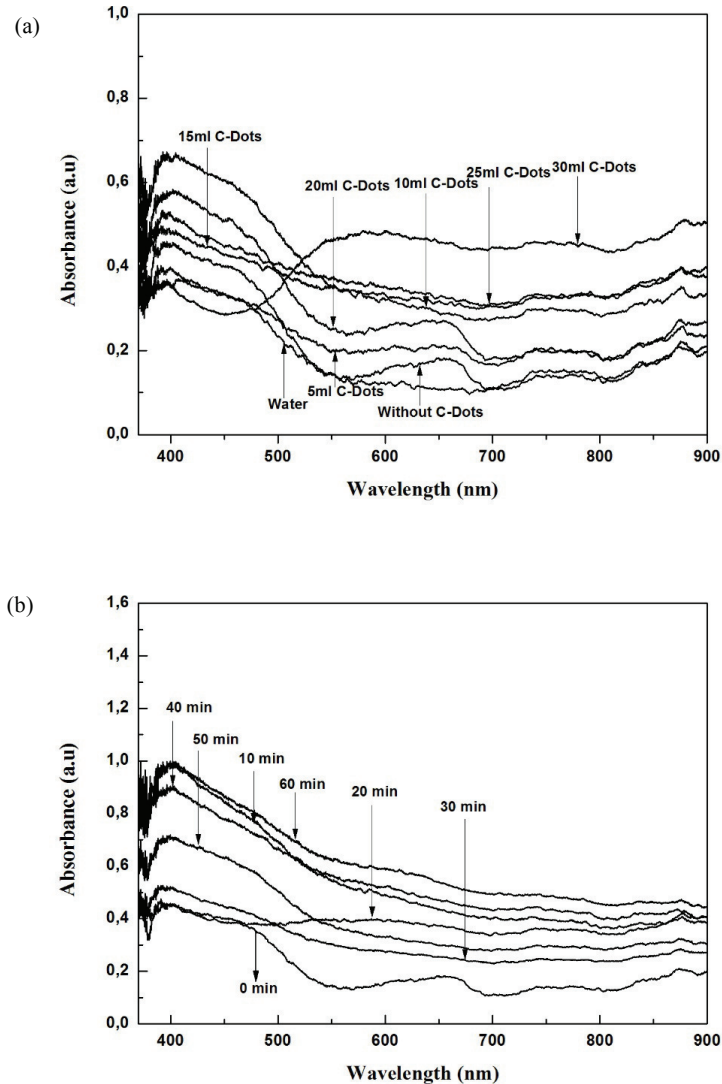 (a)
1,0
0,8
0,6
0,4
0,2
0,0
Absorbance (a.u)
15ml C-Dots
20ml C-Dots
10ml C-Dots
25ml C-Dots
30ml C-Dots
Water
5ml C-Dots
Without C-Dots
400 500 600 700 800 900
Wavelength (nm)
(b)
1,6
1,4
1,2
1,0
0,8
0,6
0,4
0,2
0,0
Absorbance (a.u)
40 min
50 min
10 min
60 min
20 min
30 min
0 min
400 500 600 700 800 900
Wavelength (nm)